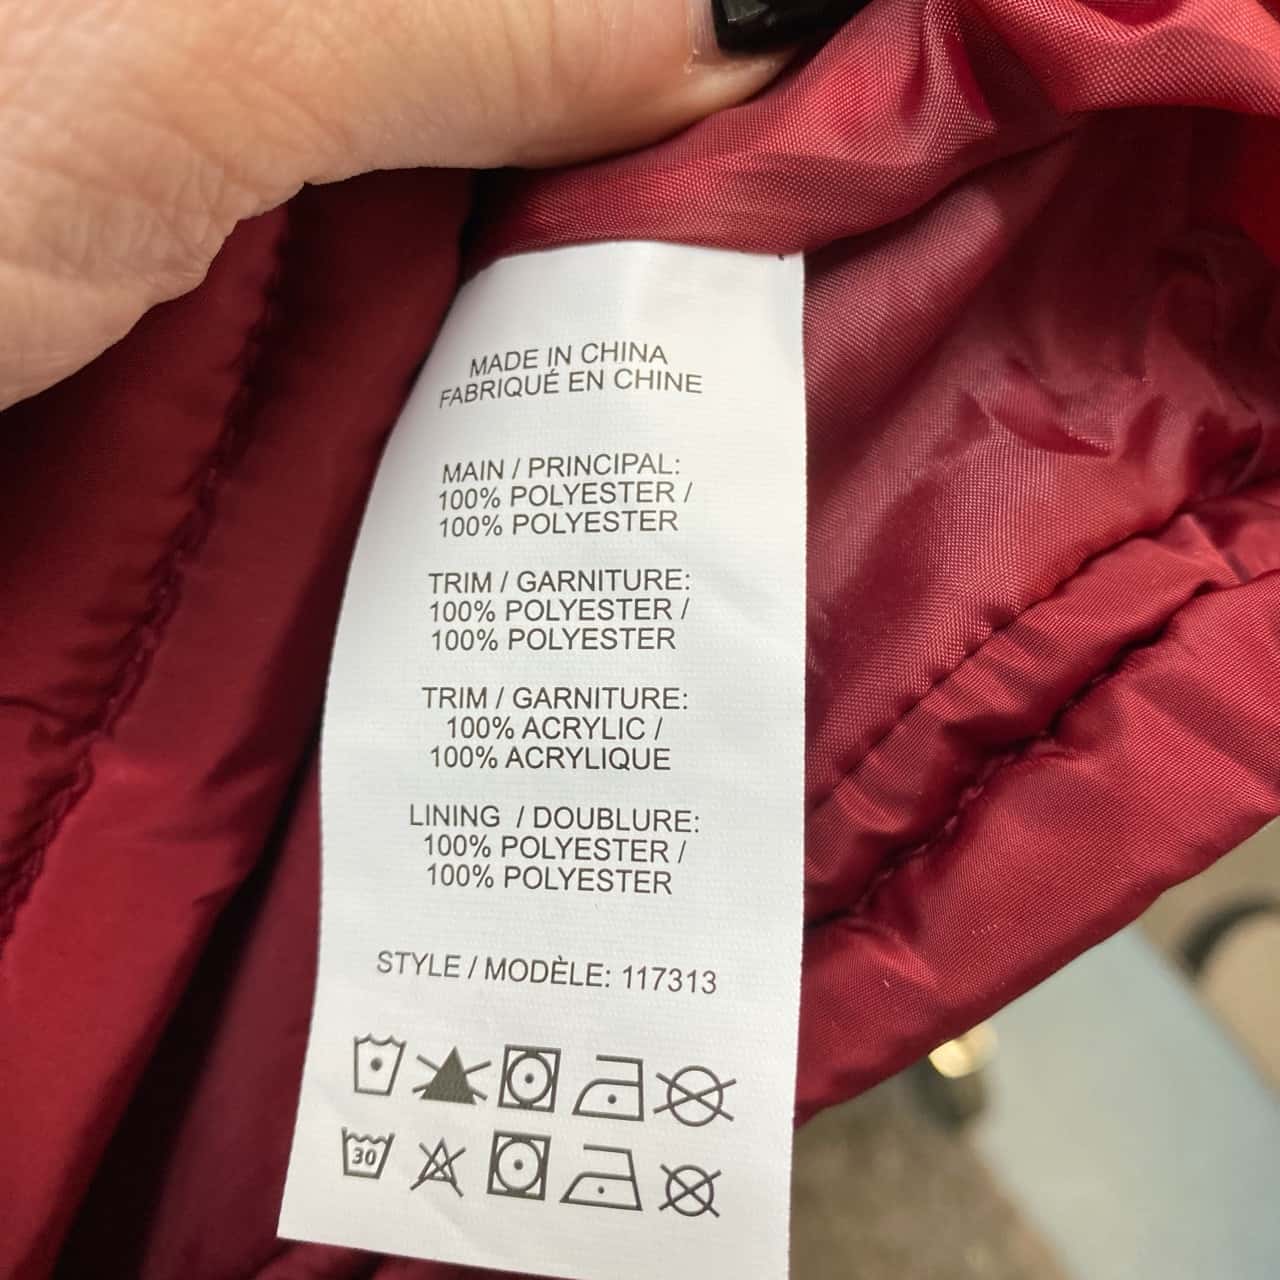 MADE IN CHINA
FABRIQUÉ EN CHINE
MAIN / PRINCIPAL:
100% POLYESTER /
100% POLYESTER
TRIM / GARNITURE:
100% POLYESTER /
100% POLYESTER
TRIM / GARNITURE:
100% ACRYLIC /
100% ACRYLIQUE
LINING / DOUBLURE:
100% POLYESTER /
100% POLYESTER
STYLE / MODÈLE: 117313
30